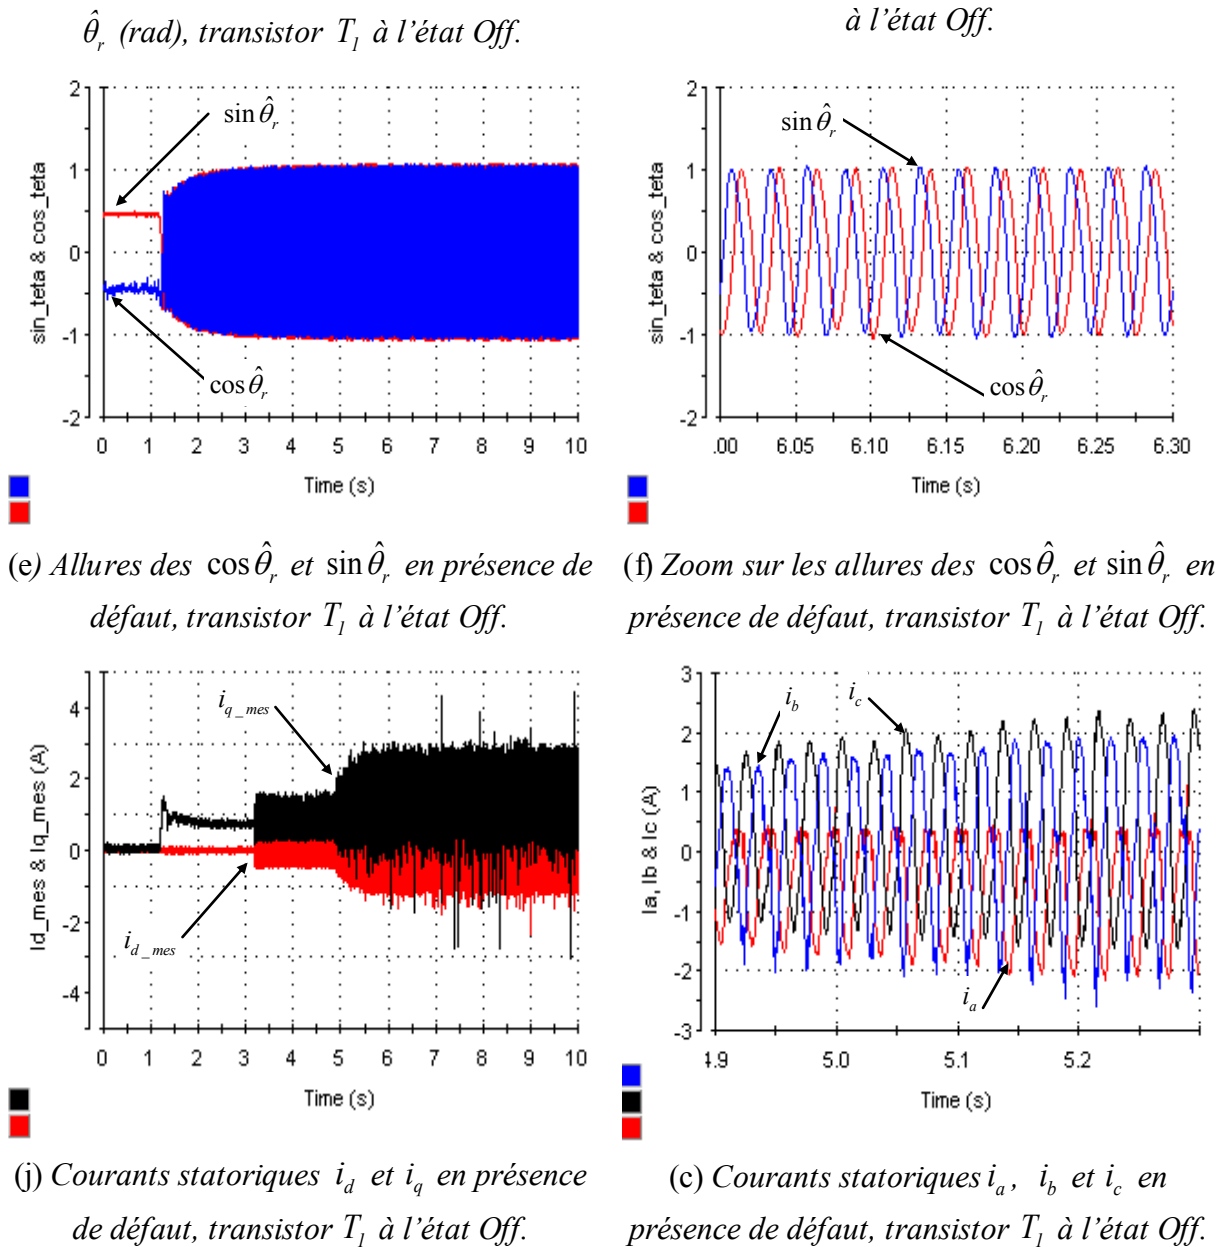 θ̂r (rad), transistor T1 à l'état Off.
à l'état Off.
sin_teta & cos_teta
2
1
0
-1
-2
sin θ̂r
cos θ̂r
0 1 2 3 4 5 6 7 8 9 10
Time (s)
sin_teta & cos_teta
2
1
0
-1
-2
sin θ̂r
cos θ̂r
.00 6.05 6.10 6.15 6.20 6.25 6.30
Time (s)
(e) Allures des cos θ̂r et sin θ̂r en présence de
défaut, transistor T1 à l'état Off.
(f) Zoom sur les allures des cos θ̂r et sin θ̂r en
présence de défaut, transistor T1 à l'état Off.
Id_mes & Iq_mes (A)
4
2
0
-2
-4
iq_mes
id_mes
0 1 2 3 4 5 6 7 8 9 10
Time (s)
Ia, Ib & Ic (A)
3
2
1
0
-1
-2
-3
ib
ic
ia
4.9 5.0 5.1 5.2
Time (s)
(j) Courants statoriques id et iq en présence
de défaut, transistor T1 à l'état Off.
(c) Courants statoriques ia, ib et ic en
présence de défaut, transistor T1 à l'état Off.